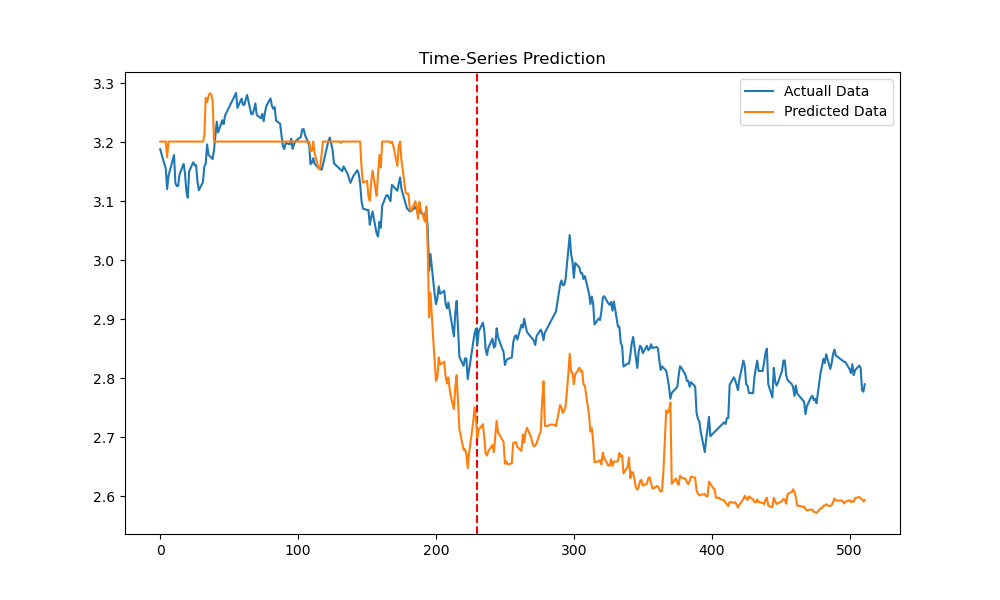 Time-Series Prediction
Actuall Data
Predicted Data
3.3
3.2
3.1
3.0
2.9
2.8
2.7
2.6
0 100 200 300 400 500